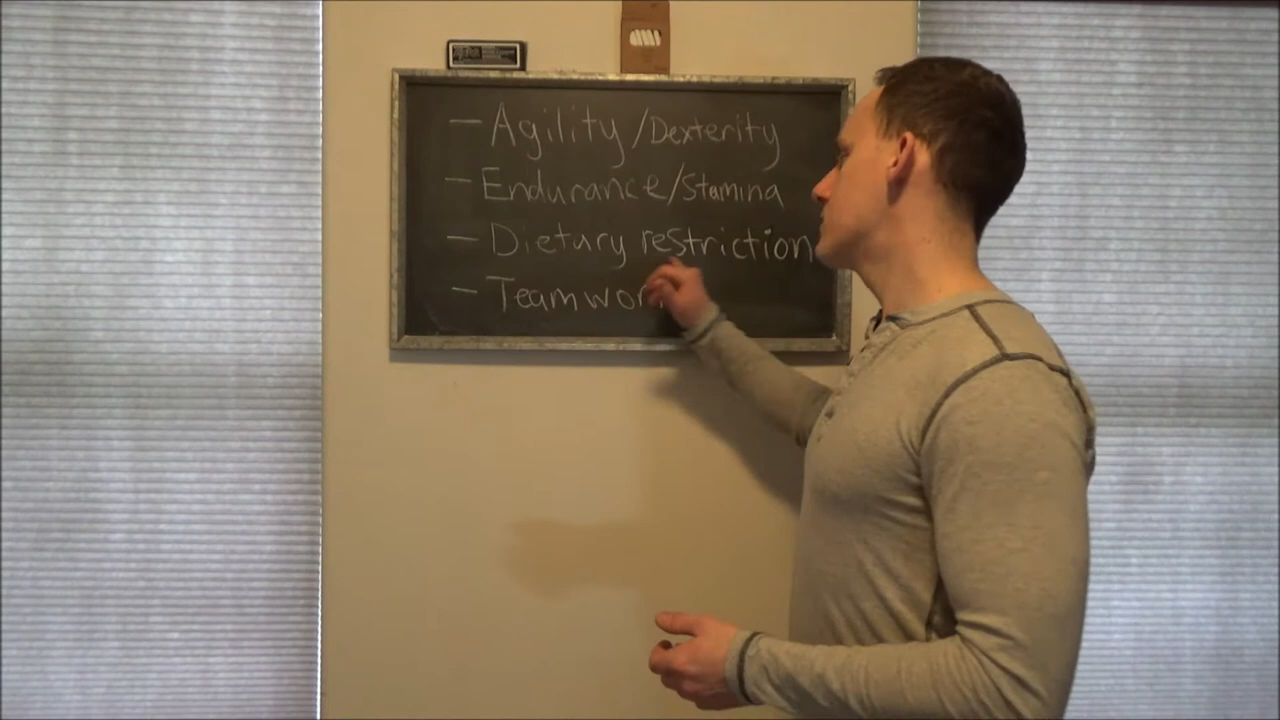 - Agility/Dexterity
- Endurance/Stamina
- Dietary restriction
-